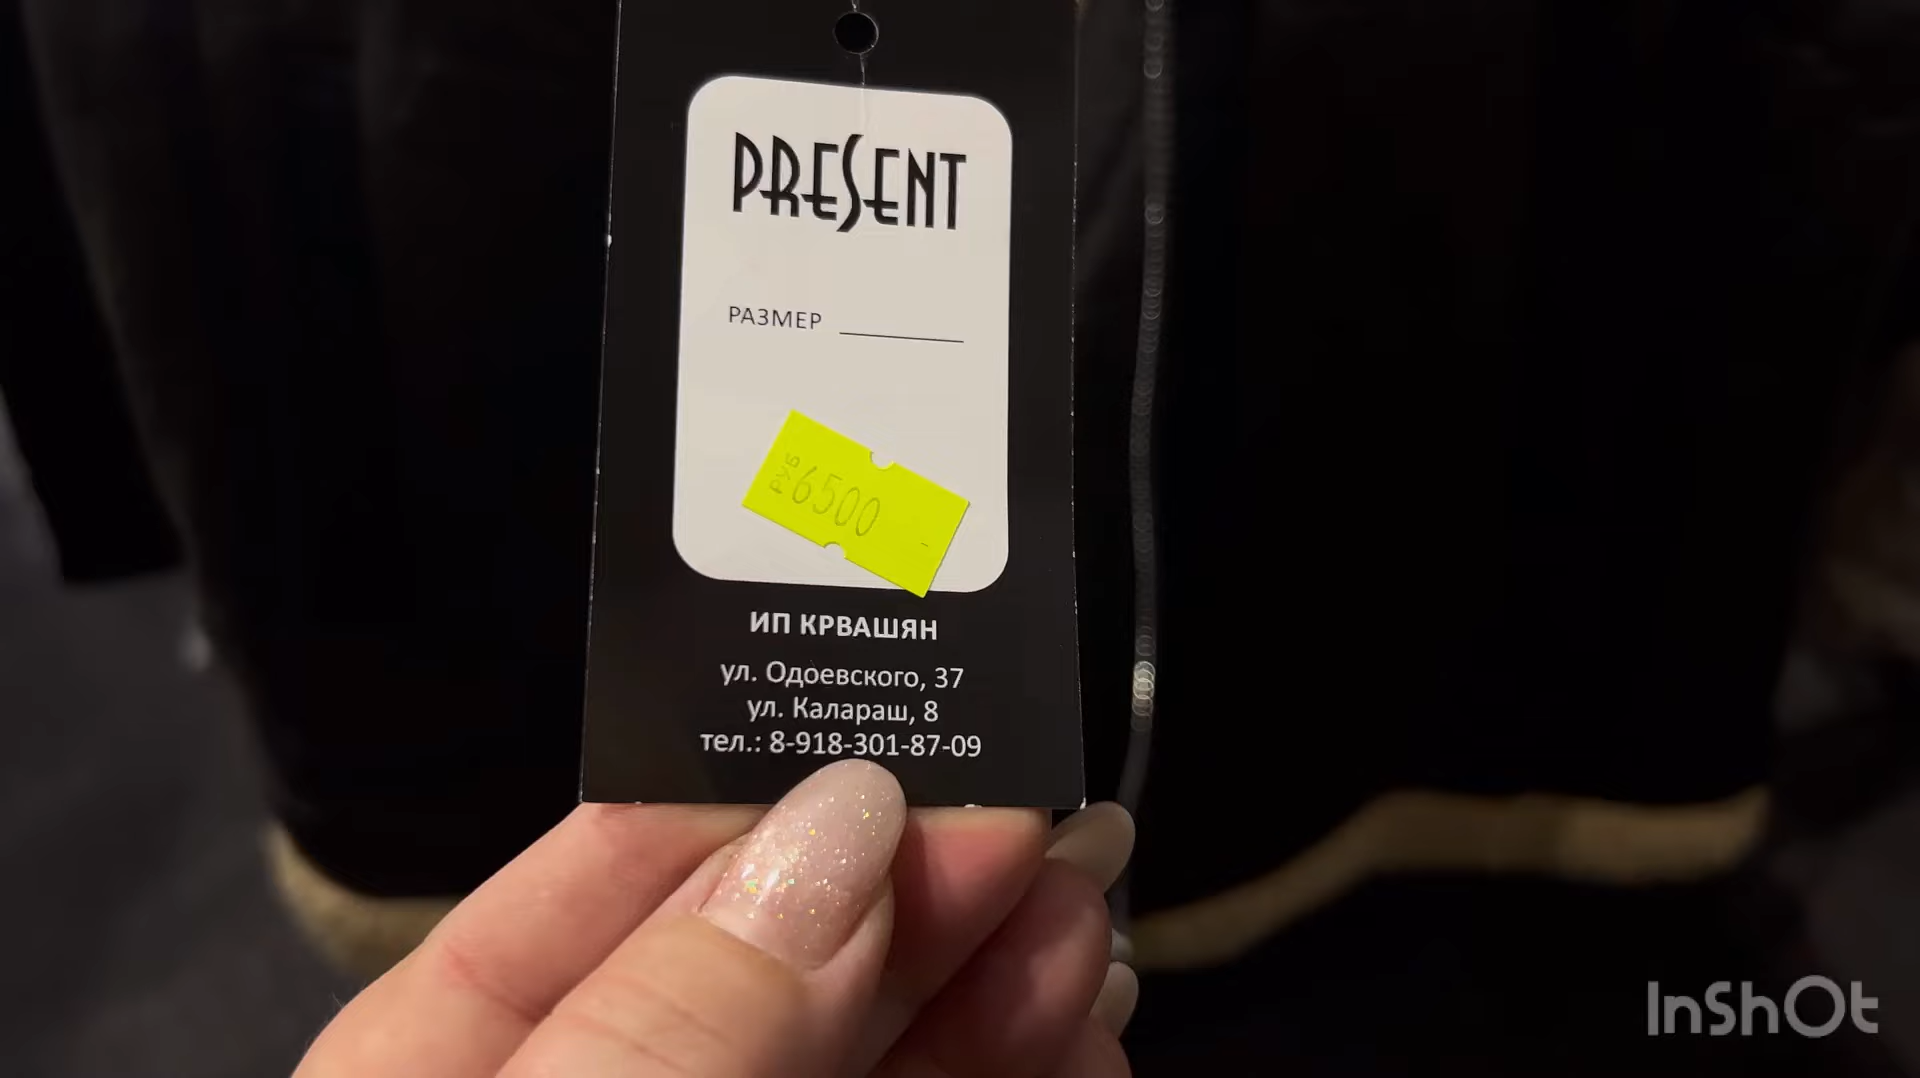 PRESENT
РАЗМЕР
РУБ 6500 -
ИП КРВАШЯН
ул. Одоевского, 37
ул. Калараш, 8
тел.: 8-918-301-87-09
InShOt